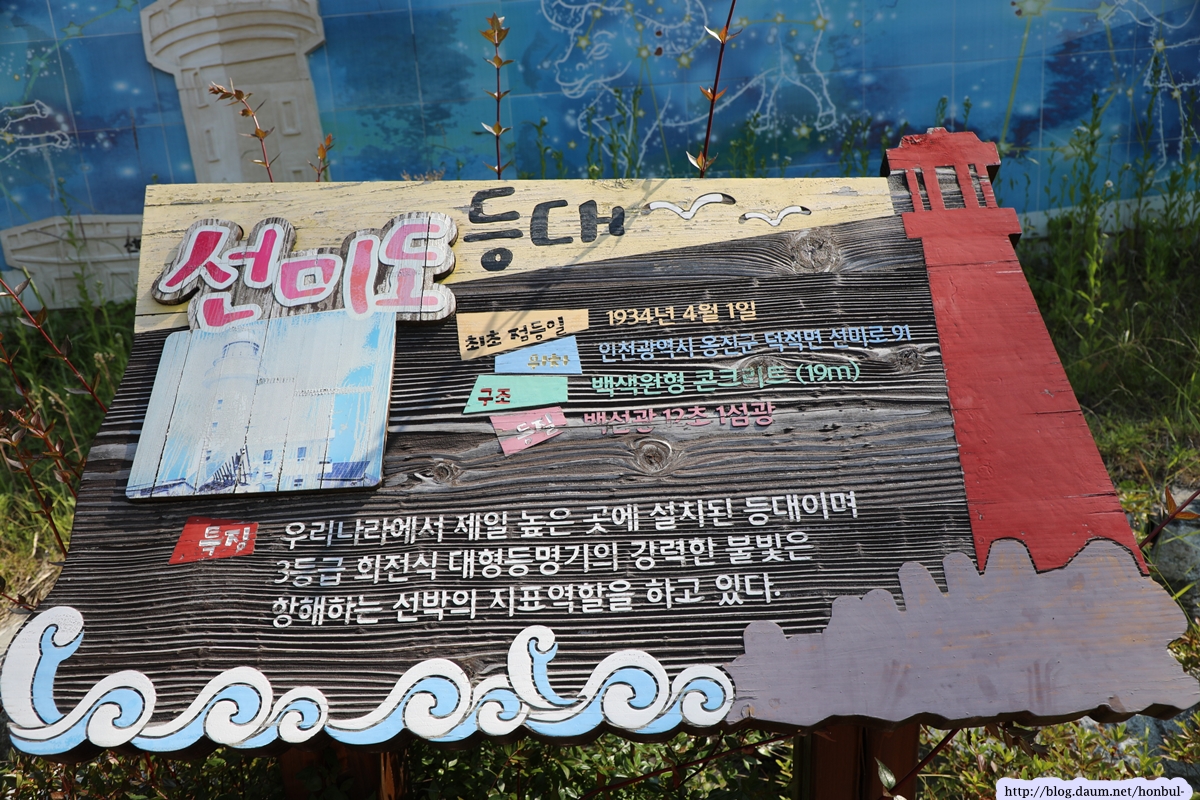 선미도 등대
최초 점등일 1934년 4월 1일
위치 인천광역시 옹진군 덕적면 선미로 91
구조 백색원형 콘크리트 (19m)
등질 백섬광 12초 1섬광
특징 우리나라에서 제일 높은 곳에 설치된 등대이며
3등급 회전식 대형등명기의 강력한 불빛은
항해하는 선박의 지표역할을 하고 있다.
http://blog.daum.net/honbul-